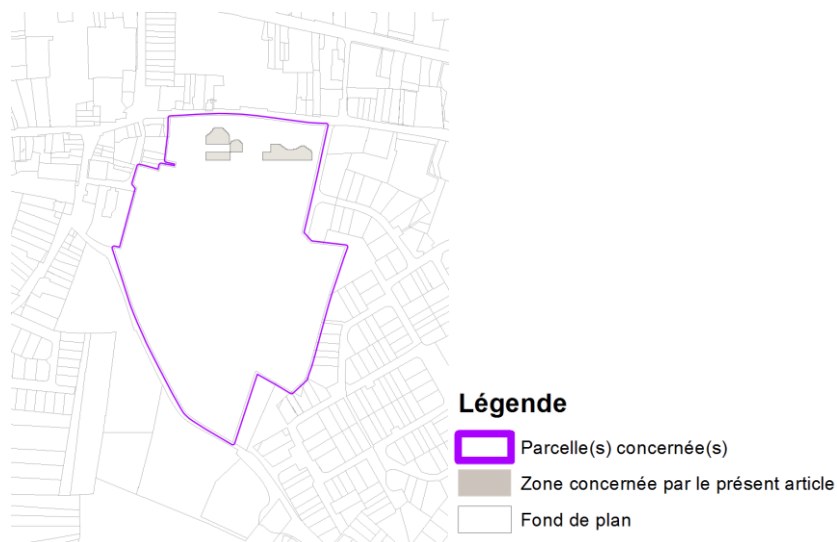 Légende
Parcelle(s) concernée(s)
Zone concernée par le présent article
Fond de plan